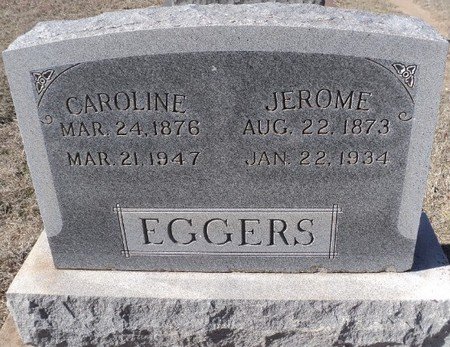 CAROLINE
MAR. 24, 1876
MAR. 21, 1947
JEROME
AUG. 22, 1873
JAN. 22, 1934
EGGERS